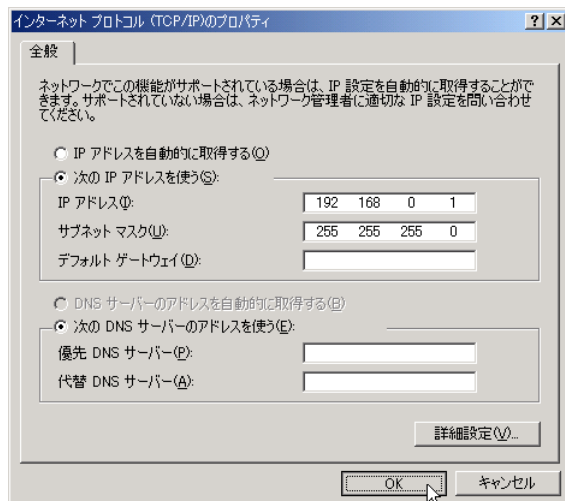 インターネット プロトコル (TCP/IP)のプロパティ
全般
ネットワークでこの機能がサポートされている場合は、IP 設定を自動的に取得することがで
きます。サポートされていない場合は、ネットワーク管理者に適切な IP 設定を問い合わせ
てください。
IP アドレスを自動的に取得する(O)
次の IP アドレスを使う(S):
IP アドレス(I): 192 168 0 1
サブネット マスク(U): 255 255 255 0
デフォルト ゲートウェイ(D):
DNS サーバーのアドレスを自動的に取得する(B)
次の DNS サーバーのアドレスを使う(E):
優先 DNS サーバー(P):
代替 DNS サーバー(A):
詳細設定(V)...
OK キャンセル